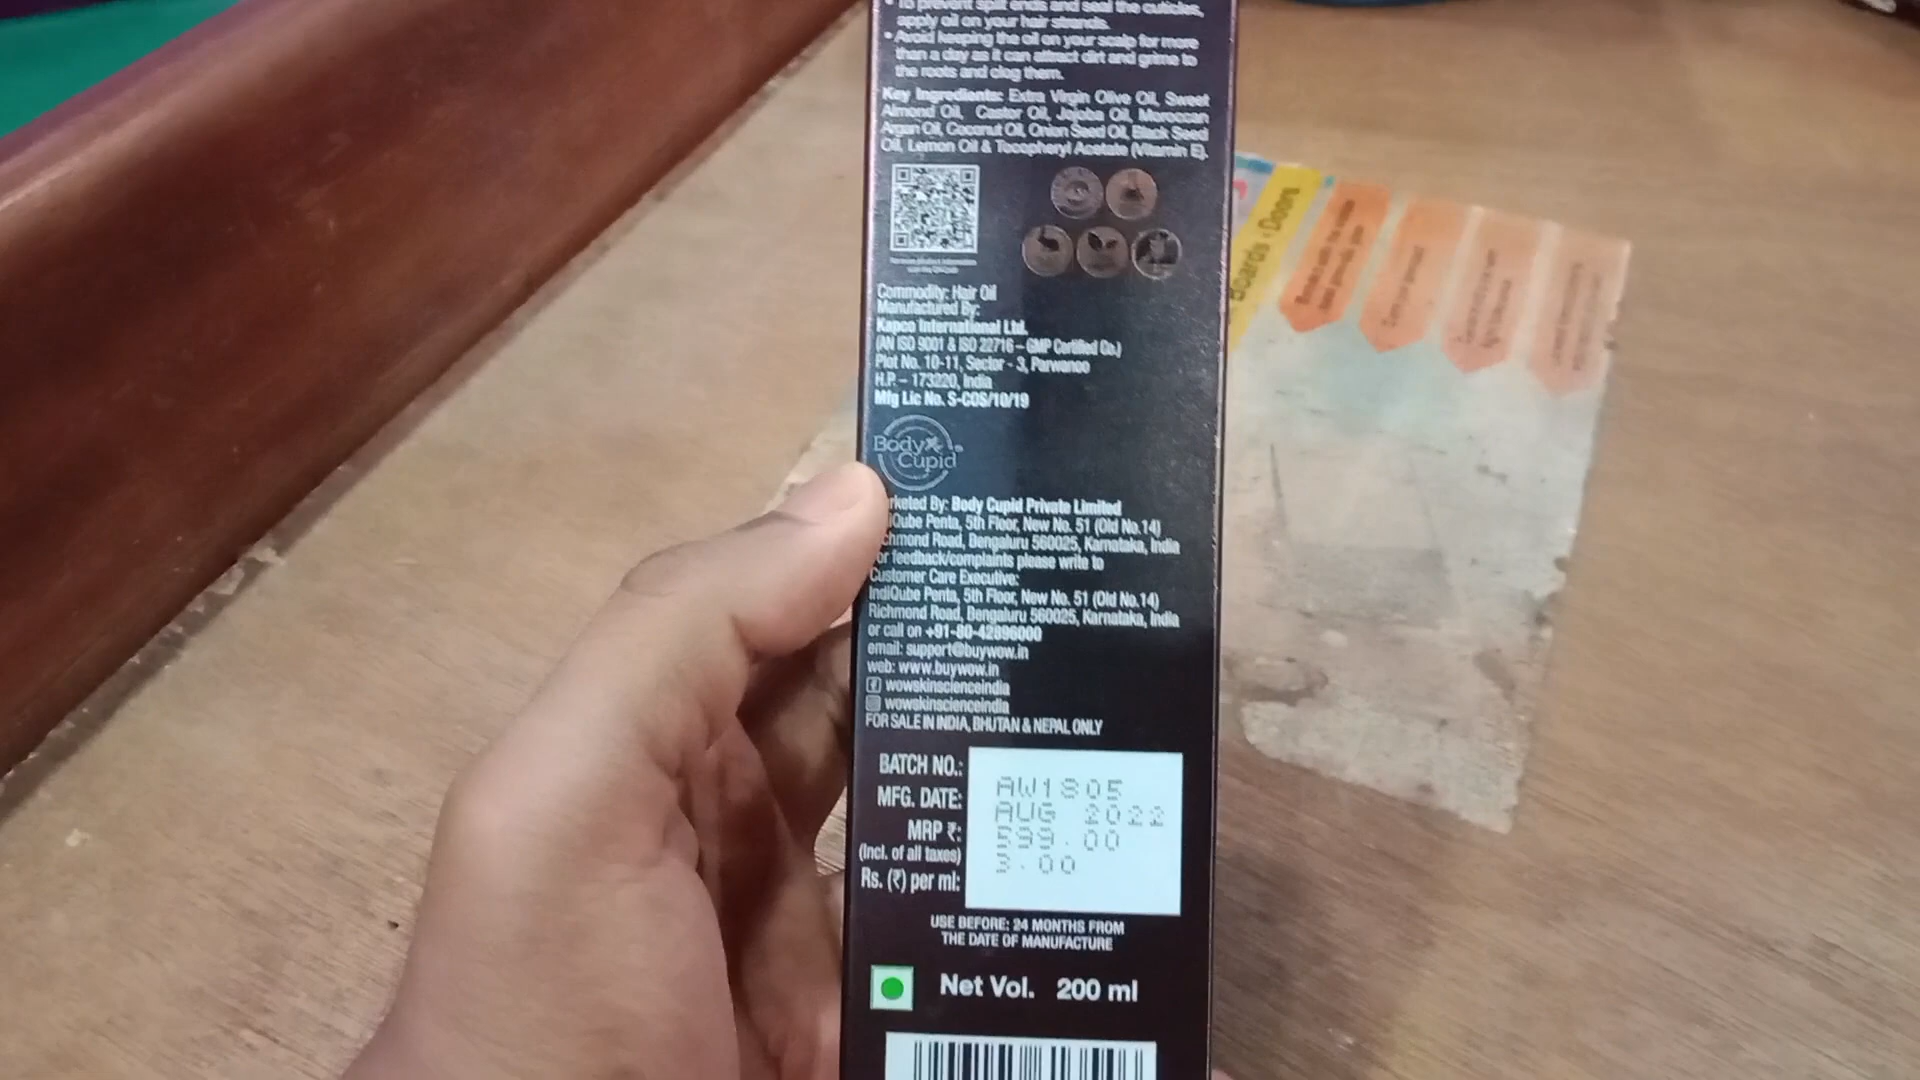 • To prevent split ends and seal the cuticles,
apply oil on your hair strands.
• Avoid keeping the oil on your scalp for more
than a day as it can attract dirt and grime to
the roots and clog them.
Key Ingredients: Extra Virgin Olive Oil, Sweet
Almond Oil, Castor Oil, Jojoba Oil, Moroccan
Argan Oil, Coconut Oil, Onion Seed Oil, Black Seed
Oil, Lemon Oil & Tocopheryl Acetate (Vitamin E).
Commodity: Hair Oil
Manufactured By:
Kapco International Ltd.
(AN ISO 9001 & ISO 22716 – GMP Certified Co.)
Plot No. 10-11, Sector - 3, Parwanoo
H.P. – 173220, India
Mfg Lic No. S-COS/10/19
Body
Cupid
rketed By: Body Cupid Private Limited
iQube Penta, 5th Floor, New No. 51 (Old No.14)
chmond Road, Bengaluru 560025, Karnataka, India
or feedback/complaints please write to
Customer Care Executive:
IndiQube Penta, 5th Floor, New No. 51 (Old No.14)
Richmond Road, Bengaluru 560025, Karnataka, India
or call on +91-80-42896000
email: support@buywow.in
web: www.buywow.in
wowskinscienceindia
wowskinscienceindia
FOR SALE IN INDIA, BHUTAN & NEPAL ONLY
BATCH NO.: AW1805
MFG. DATE: AUG 2022
MRP ₹: 599.00
(Incl. of all taxes)
Rs. (₹) per ml: 3.00
USE BEFORE: 24 MONTHS FROM
THE DATE OF MANUFACTURE
Net Vol. 200 ml
Boards • Doors